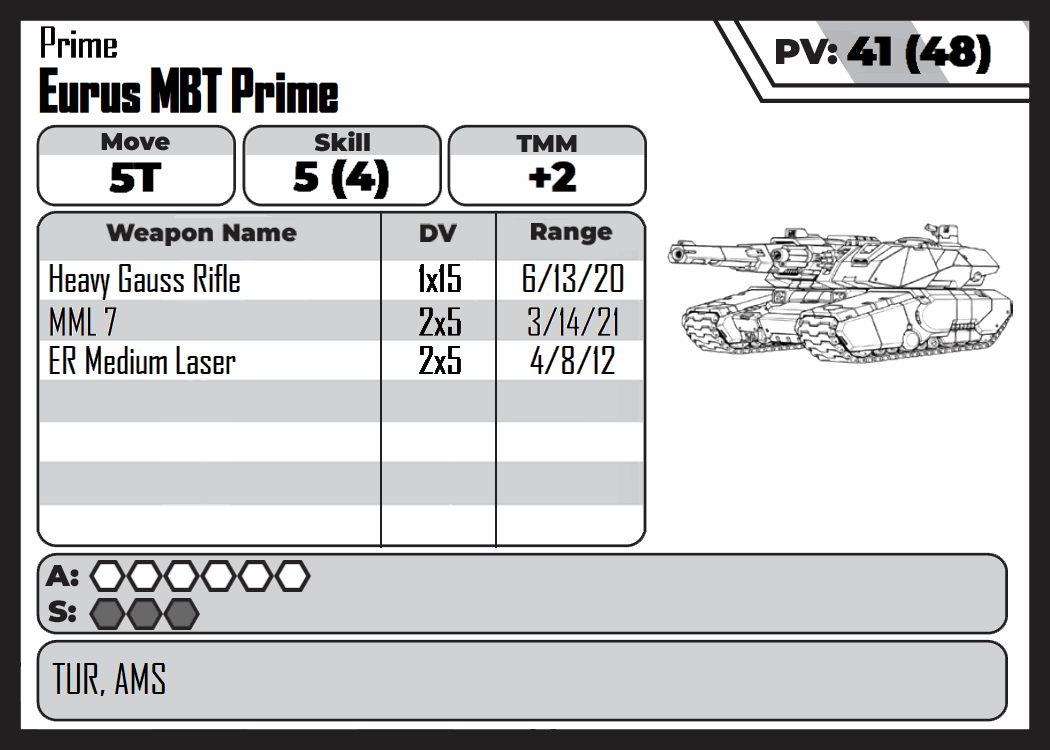 Prime
Eurus MBT Prime
PV: 41 (48)
Move
5T
Skill
5 (4)
TMM
+2
Weapon Name DV Range
Heavy Gauss Rifle 1x15 6/13/20
MML 7 2x5 3/14/21
ER Medium Laser 2x5 4/8/12
A:
S:
TUR, AMS